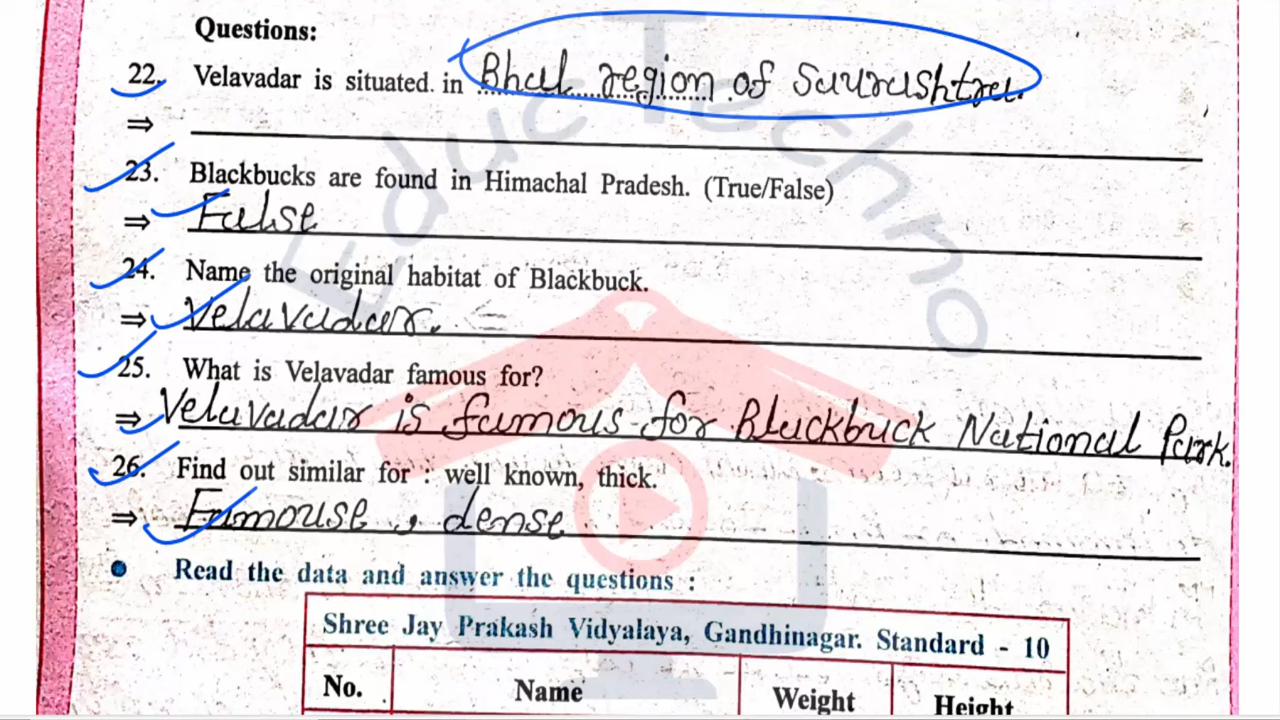 Questions:
22. Velavadar is situated. in Bhal region of Saurashtra.
⇒
23. Blackbucks are found in Himachal Pradesh. (True/False)
⇒ False
24. Name the original habitat of Blackbuck.
⇒ Velavadar.
25. What is Velavadar famous for?
⇒ Velavadar is famous for Blackbuck National Park.
26. Find out similar for : well known, thick.
⇒ Famouse, dense
• Read the data and answer the questions :
Shree Jay Prakash Vidyalaya, Gandhinagar. Standard - 10
No. Name Weight Height
Educ Techno